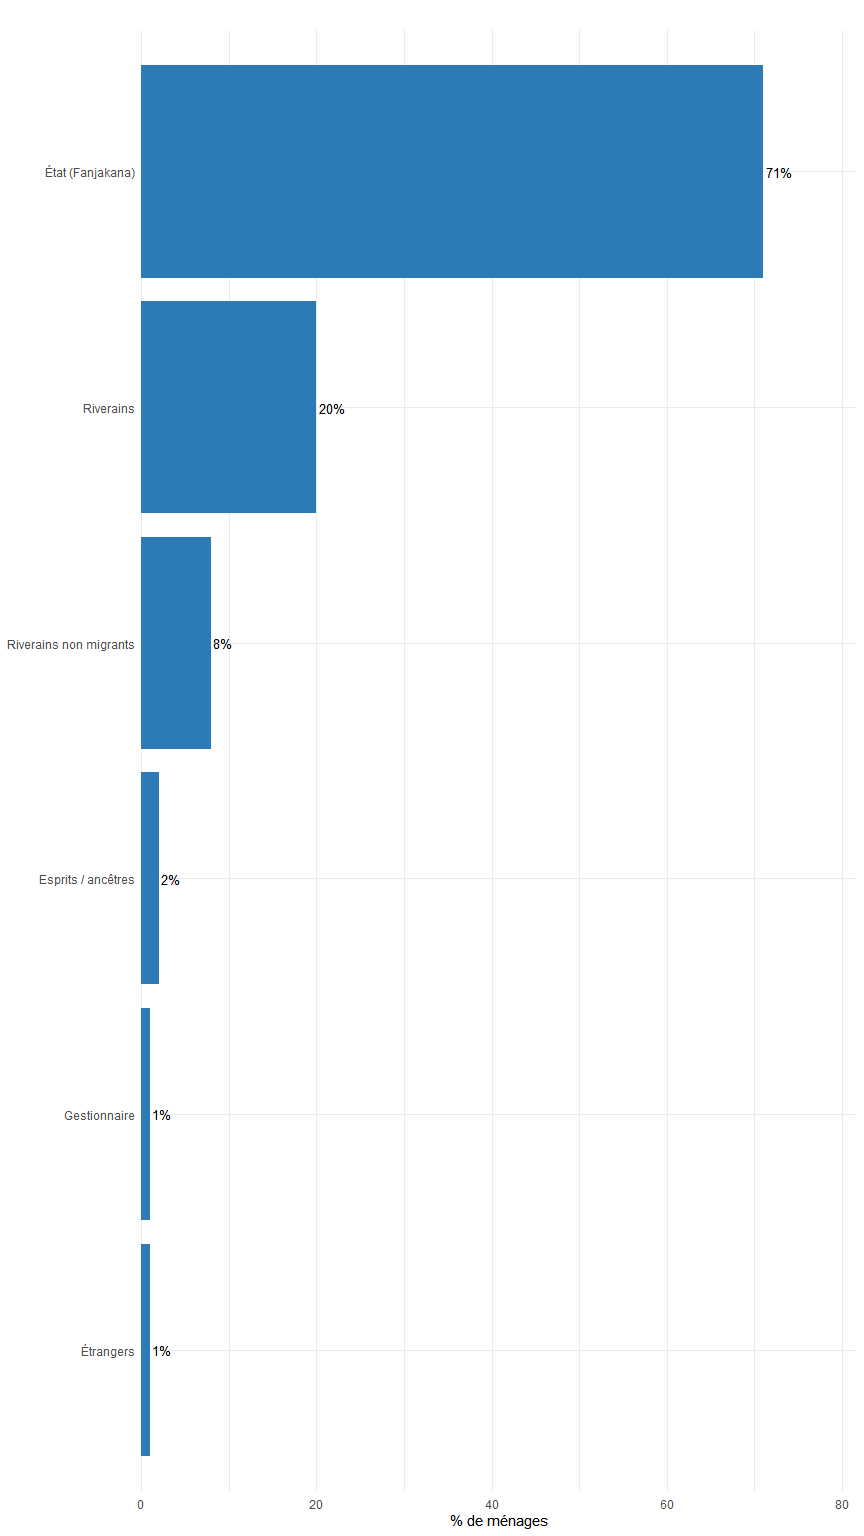 État (Fanjakana)
71%
Riverains
20%
Riverains non migrants
8%
Esprits / ancêtres
2%
Gestionnaire
1%
Étrangers
1%
0 20 40 60 80
% de ménages